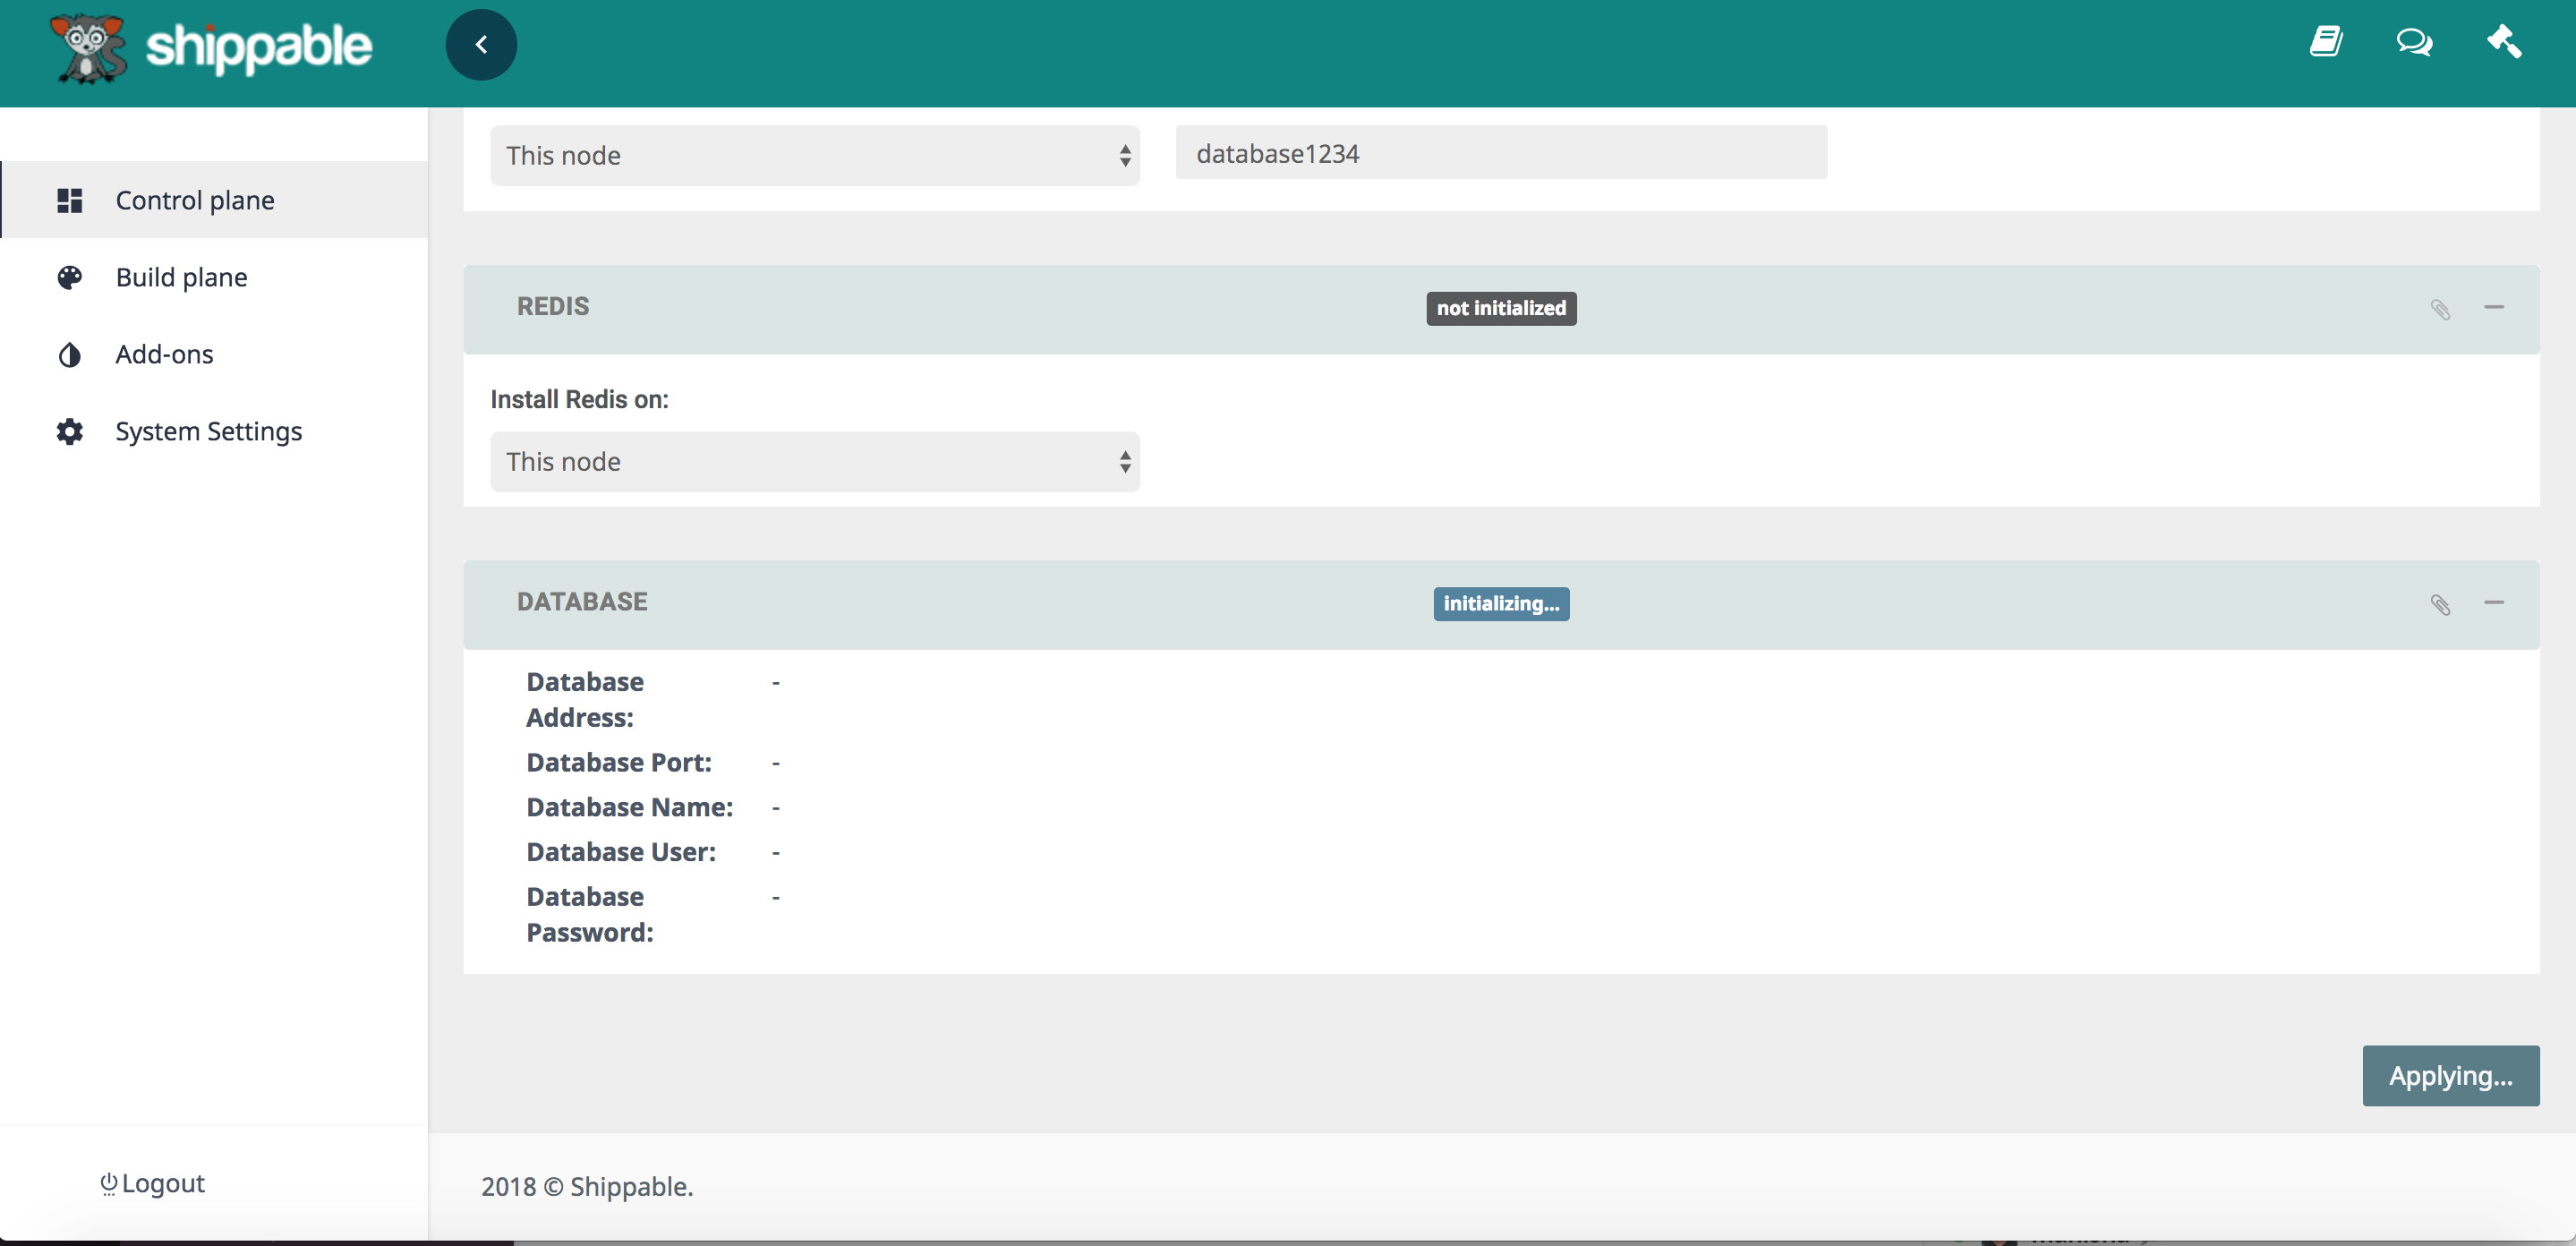 shippable
This node
database1234
Control plane
Build plane
Add-ons
System Settings
REDIS
not initialized
Install Redis on:
This node
DATABASE
initializing...
Database
Address:
-
Database Port:
-
Database Name:
-
Database User:
-
Database
Password:
-
Applying...
Logout
2018 © Shippable.